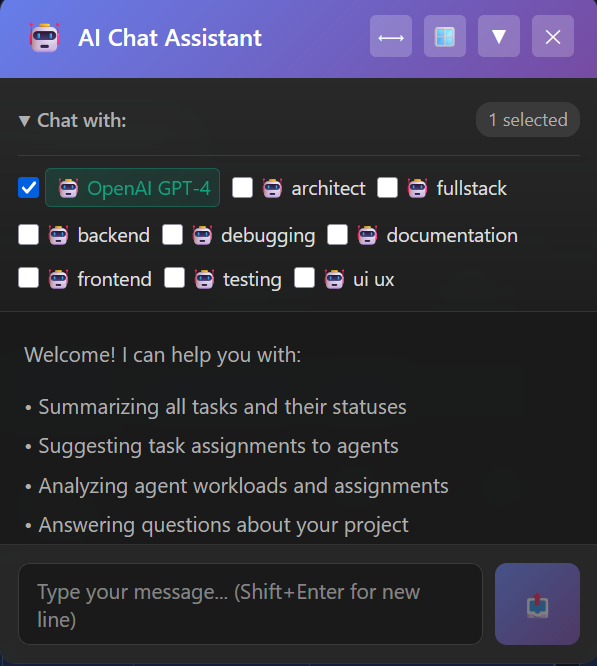 AI Chat Assistant
▼ Chat with: 1 selected
OpenAI GPT-4 architect fullstack
backend debugging documentation
frontend testing ui ux
Welcome! I can help you with:
• Summarizing all tasks and their statuses
• Suggesting task assignments to agents
• Analyzing agent workloads and assignments
• Answering questions about your project
Type your message... (Shift+Enter for new
line)